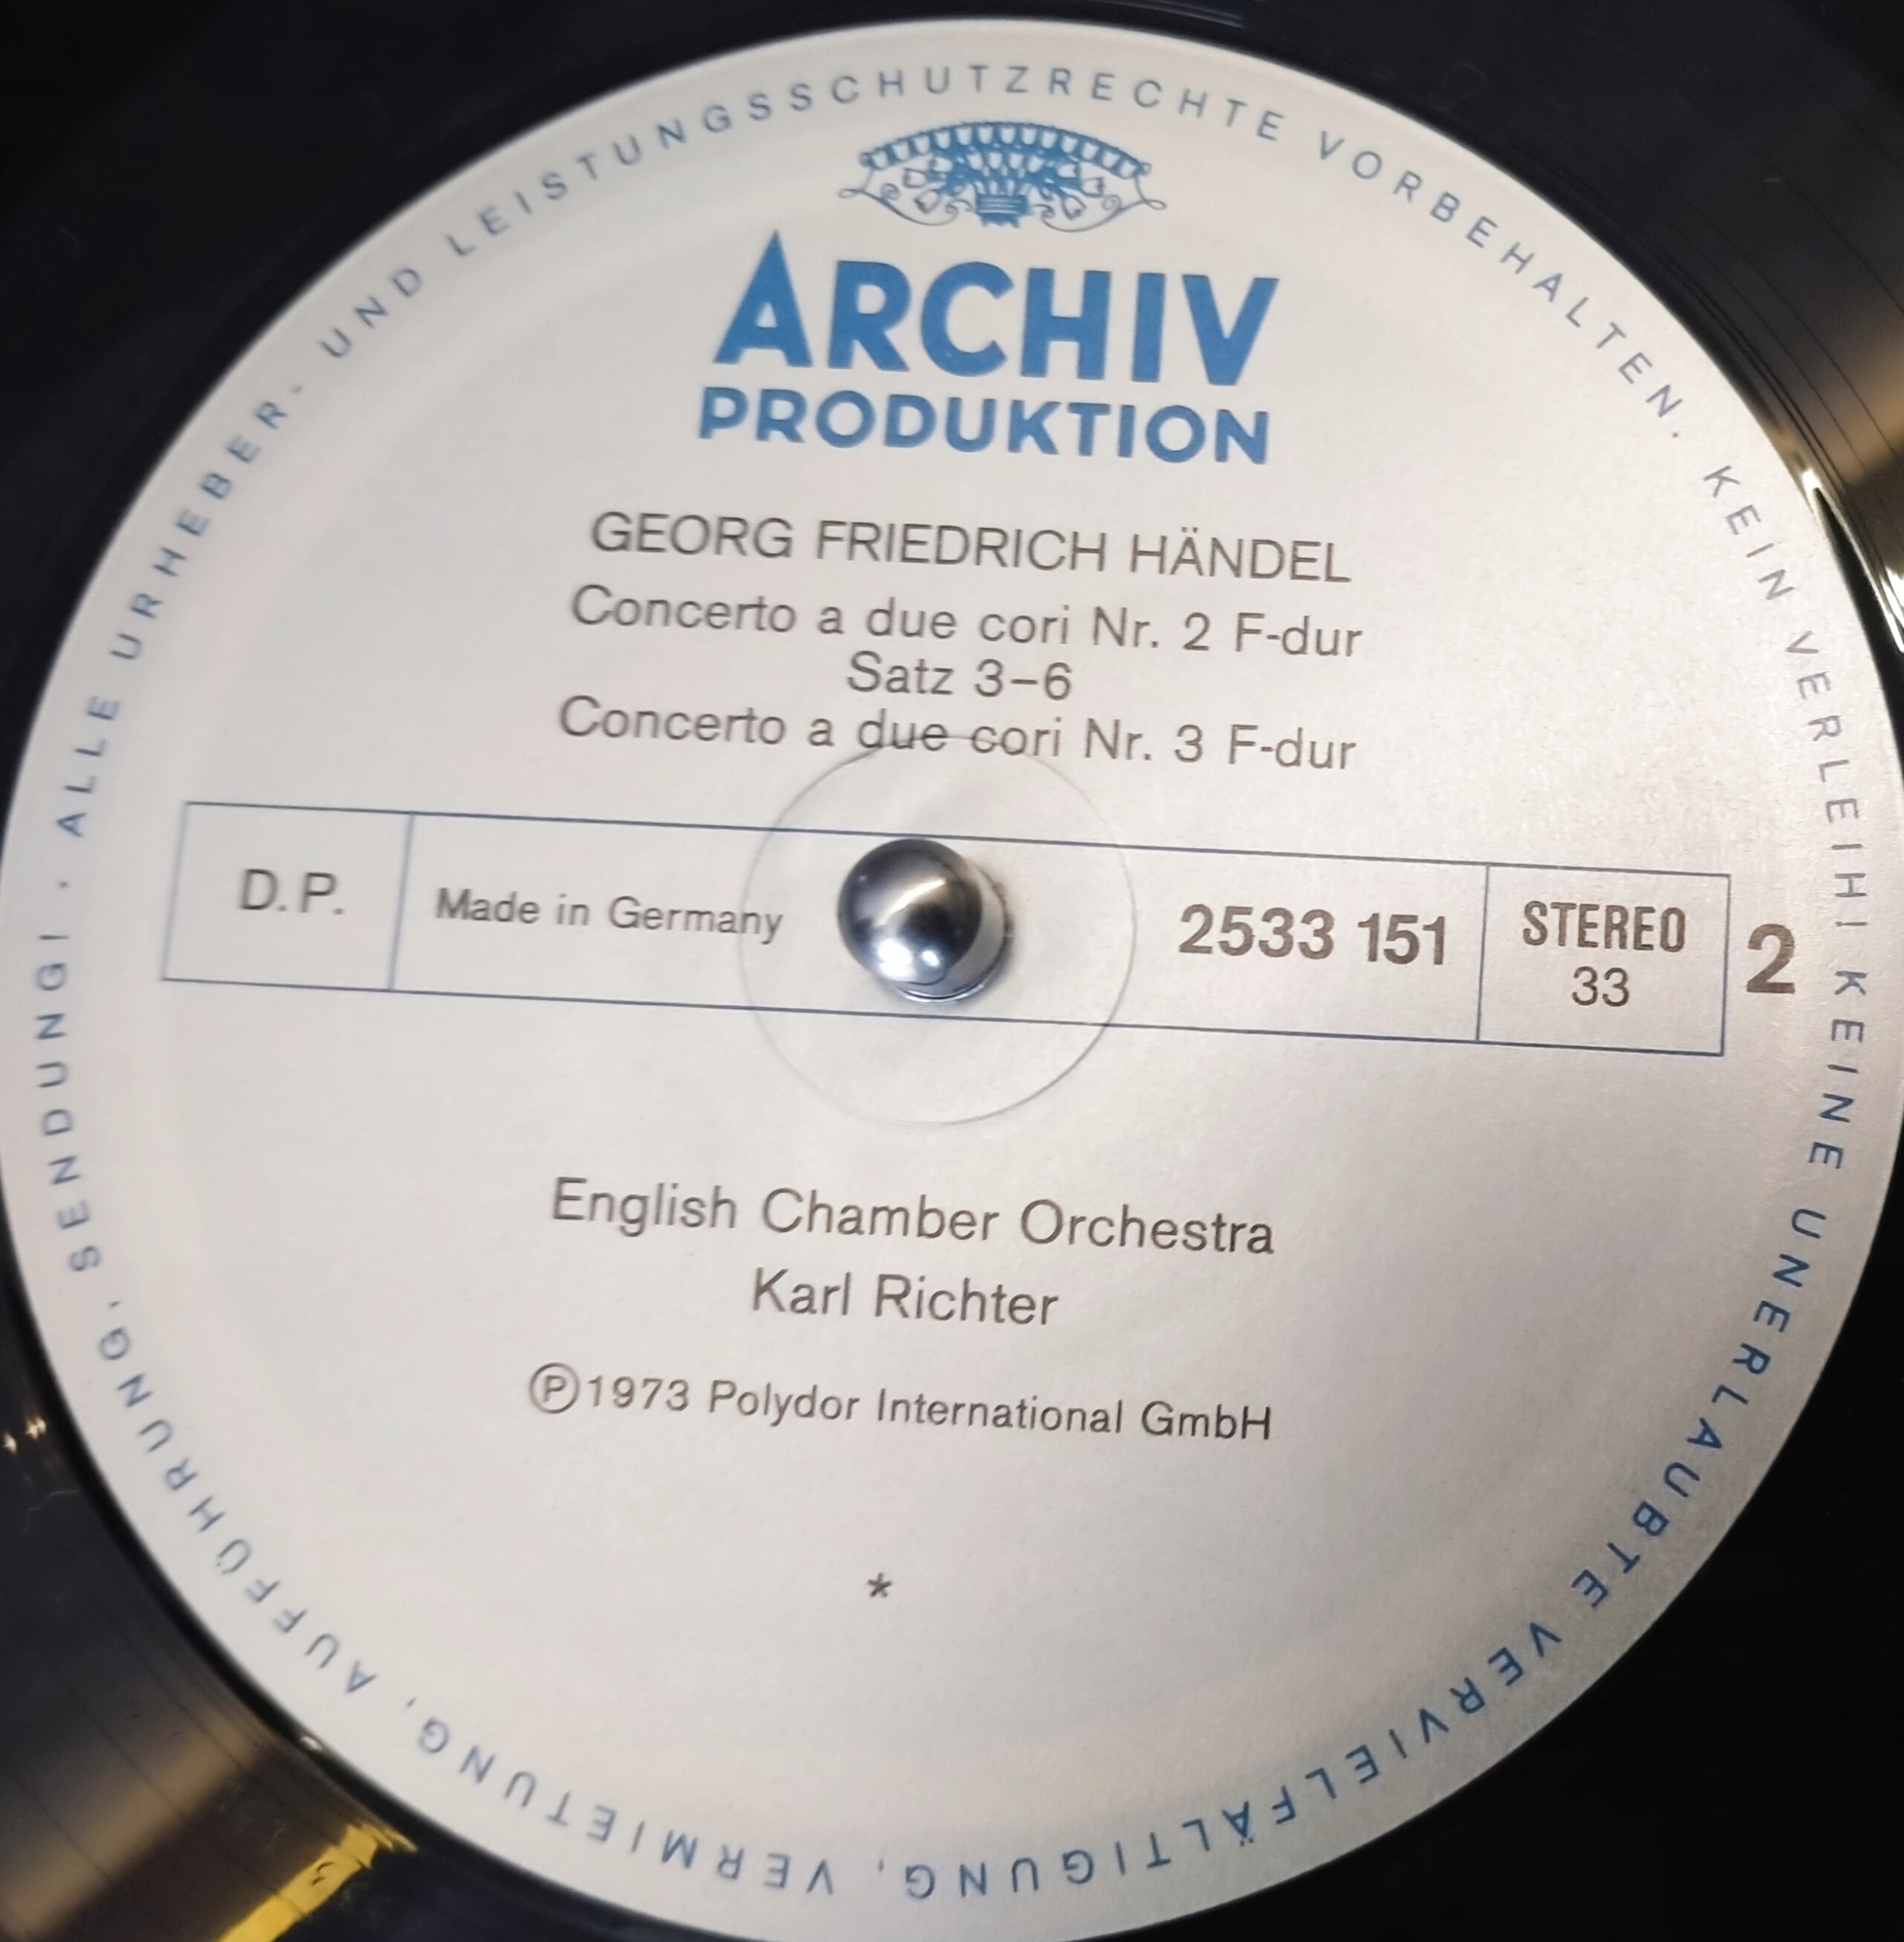 ALLE URHEBER- UND LEISTUNGSSCHUTZRECHTE VORBEHALTEN. KEIN VERLEIH! KEINE UNERLAUBTE VERVIELFÄLTIGUNG, VERMIETUNG, AUFFÜHRUNG, SENDUNG! ·
ARCHIV
PRODUKTION
GEORG FRIEDRICH HÄNDEL
Concerto a due cori Nr. 2 F-dur
Satz 3–6
Concerto a due cori Nr. 3 F-dur
D.P. Made in Germany 2533 151 STEREO 2
33
English Chamber Orchestra
Karl Richter
℗1973 Polydor International GmbH
*